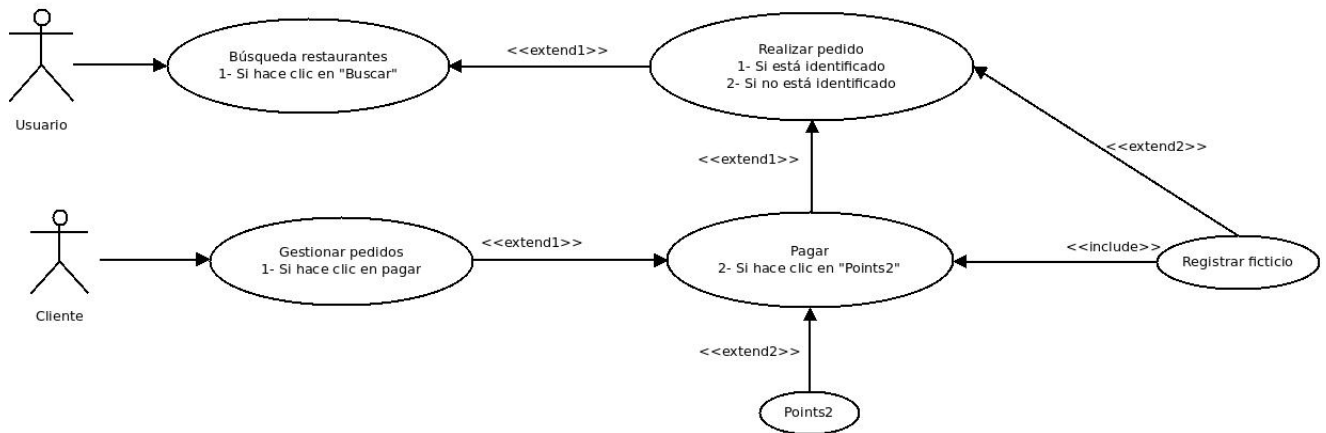 Usuario
Búsqueda restaurantes
1- Si hace clic en "Buscar"
<<extend1>>
Realizar pedido
1- Si está identificado
2- Si no está identificado
<<extend1>>
<<extend2>>
Cliente
Gestionar pedidos
1- Si hace clic en pagar
<<extend1>>
Pagar
2- Si hace clic en "Points2"
<<include>>
Registrar ficticio
<<extend2>>
Points2